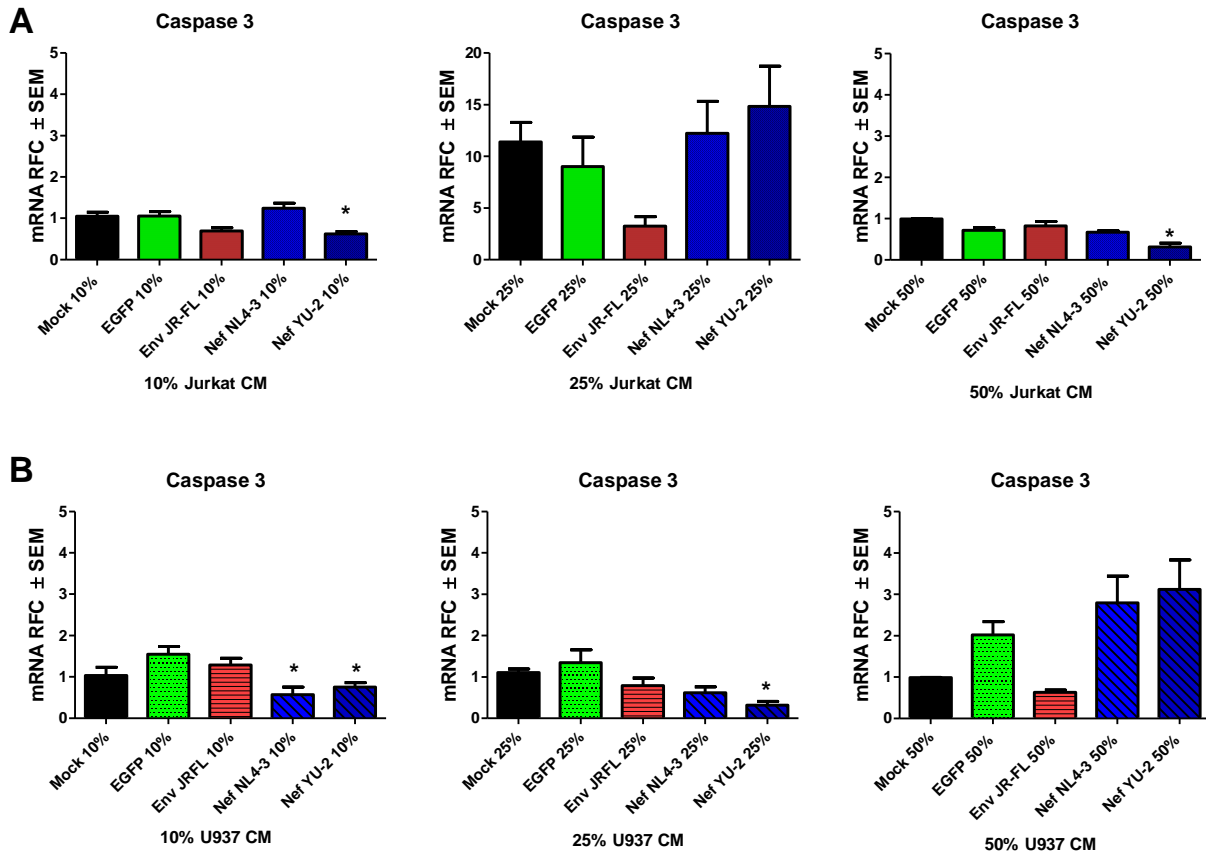 A
Caspase 3
mRNA RFC ± SEM
5
4
3
2
1
0
*
Mock 10%
EGFP 10%
Env JR-FL 10%
Nef NL4-3 10%
Nef YU-2 10%
10% Jurkat CM
Caspase 3
mRNA RFC ± SEM
20
15
10
5
0
Mock 25%
EGFP 25%
Env JR-FL 25%
Nef NL4-3 25%
Nef YU-2 25%
25% Jurkat CM
Caspase 3
mRNA RFC ± SEM
5
4
3
2
1
0
*
Mock 50%
EGFP 50%
Env JR-FL 50%
Nef NL4-3 50%
Nef YU-2 50%
50% Jurkat CM
B
Caspase 3
mRNA RFC ± SEM
5
4
3
2
1
0
*
*
Mock 10%
EGFP 10%
Env JRFL 10%
Nef NL4-3 10%
Nef YU-2 10%
10% U937 CM
Caspase 3
mRNA RFC ± SEM
5
4
3
2
1
0
*
Mock 25%
EGFP 25%
Env JRFL 25%
Nef NL4-3 25%
Nef YU-2 25%
25% U937 CM
Caspase 3
mRNA RFC ± SEM
5
4
3
2
1
0
Mock 50%
EGFP 50%
Env JR-FL 50%
Nef NL4-3 50%
Nef YU-2 50%
50% U937 CM